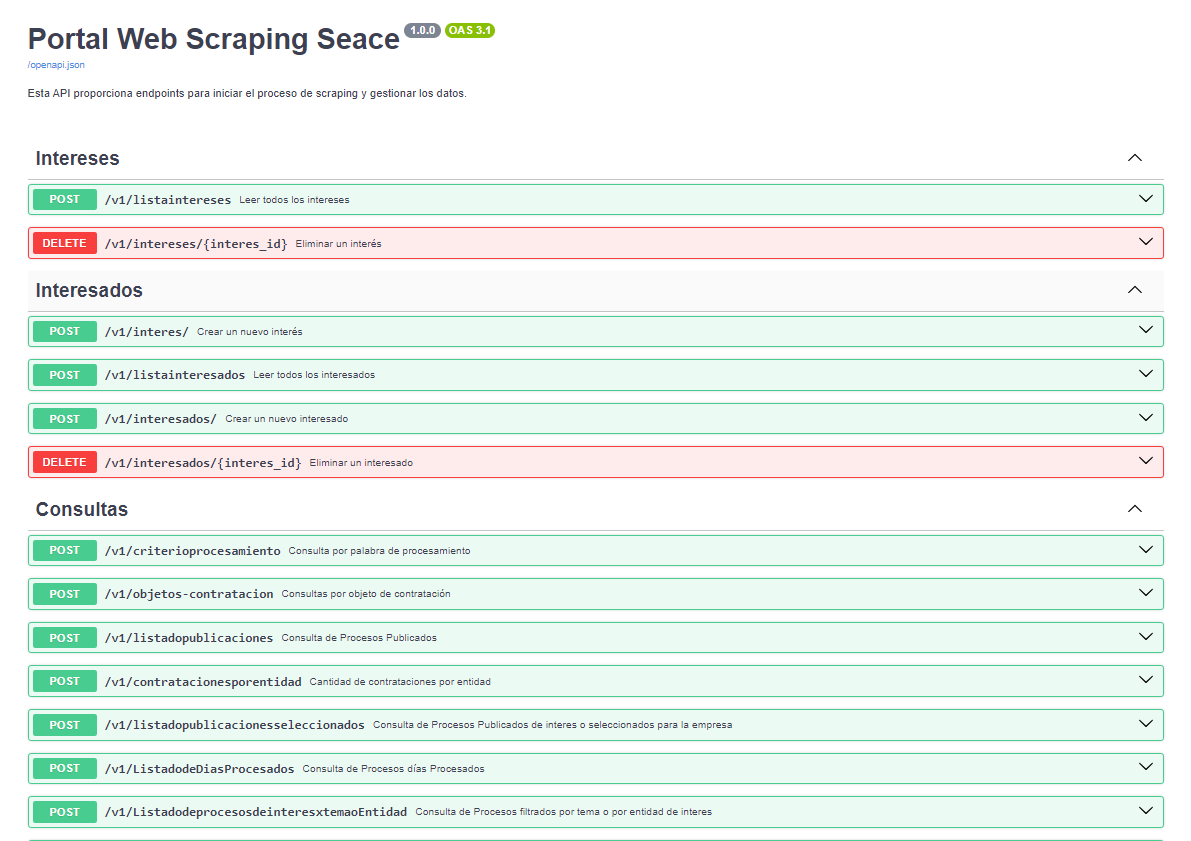 Portal Web Scraping Seace 1.0.0 OAS 3.1
/openapi.json
Esta API proporciona endpoints para iniciar el proceso de scraping y gestionar los datos.
Intereses
POST /v1/listaintereses Leer todos los intereses
DELETE /v1/intereses/{interes_id} Eliminar un interés
Interesados
POST /v1/interes/ Crear un nuevo interés
POST /v1/listainteresados Leer todos los interesados
POST /v1/interesados/ Crear un nuevo interesado
DELETE /v1/interesados/{interes_id} Eliminar un interesado
Consultas
POST /v1/criterioprocesamiento Consulta por palabra de procesamiento
POST /v1/objetos-contratacion Consultas por objeto de contratación
POST /v1/listadopublicaciones Consulta de Procesos Publicados
POST /v1/contratacionesporentidad Cantidad de contrataciones por entidad
POST /v1/listadopublicacionesseleccionados Consulta de Procesos Publicados de interes o seleccionados para la empresa
POST /v1/ListadodeDiasProcesados Consulta de Procesos días Procesados
POST /v1/ListadodeprocesosdeinteresxtemaoEntidad Consulta de Procesos filtrados por tema o por entidad de interes